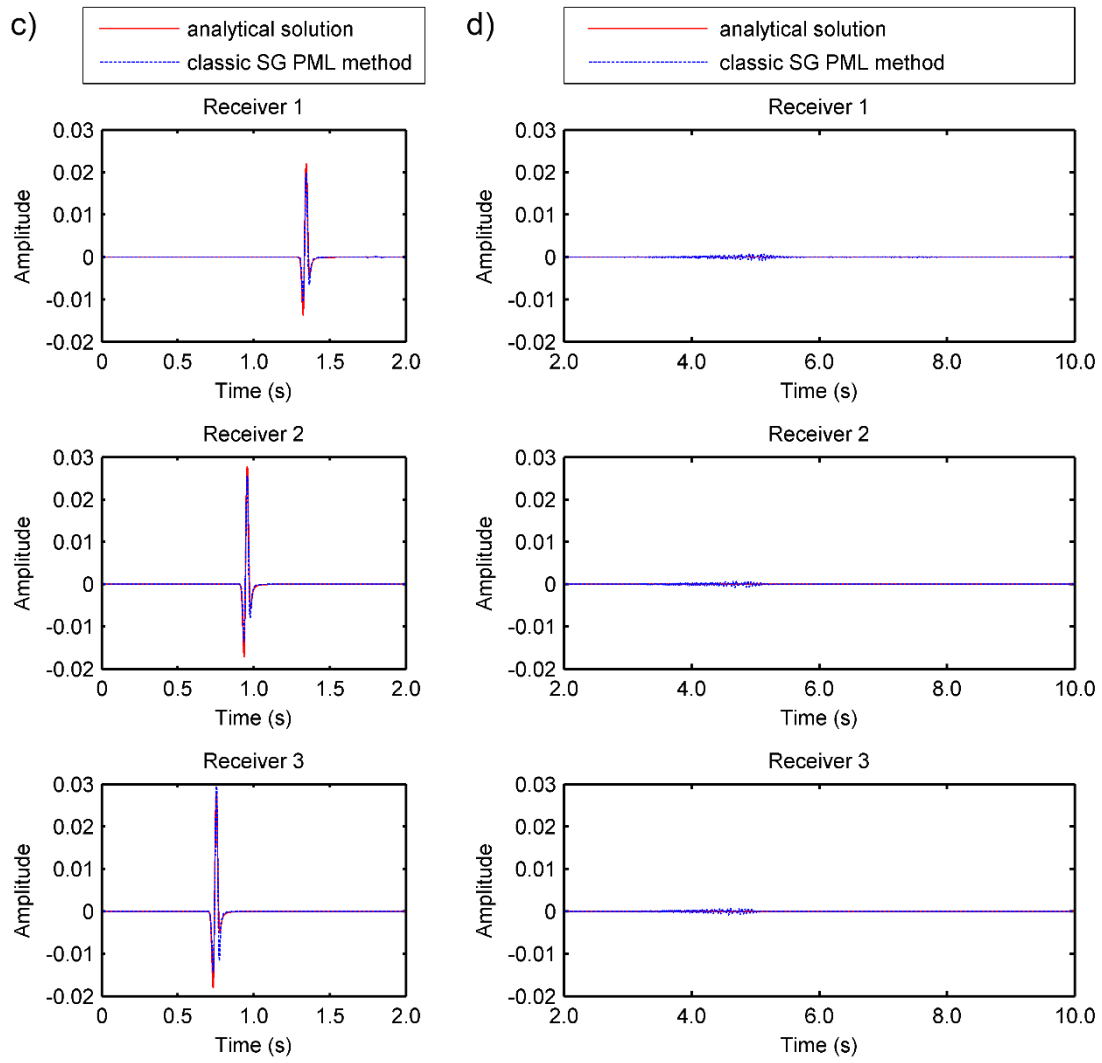 c)
analytical solution
classic SG PML method
Receiver 1
0.03
0.02
0.01
0
-0.01
-0.02
Amplitude
0 0.5 1.0 1.5 2.0
Time (s)
Receiver 2
0.03
0.02
0.01
0
-0.01
-0.02
Amplitude
0 0.5 1.0 1.5 2.0
Time (s)
Receiver 3
0.03
0.02
0.01
0
-0.01
-0.02
Amplitude
0 0.5 1.0 1.5 2.0
Time (s)
d)
analytical solution
classic SG PML method
Receiver 1
0.03
0.02
0.01
0
-0.01
-0.02
Amplitude
2.0 4.0 6.0 8.0 10.0
Time (s)
Receiver 2
0.03
0.02
0.01
0
-0.01
-0.02
Amplitude
2.0 4.0 6.0 8.0 10.0
Time (s)
Receiver 3
0.03
0.02
0.01
0
-0.01
-0.02
Amplitude
2.0 4.0 6.0 8.0 10.0
Time (s)